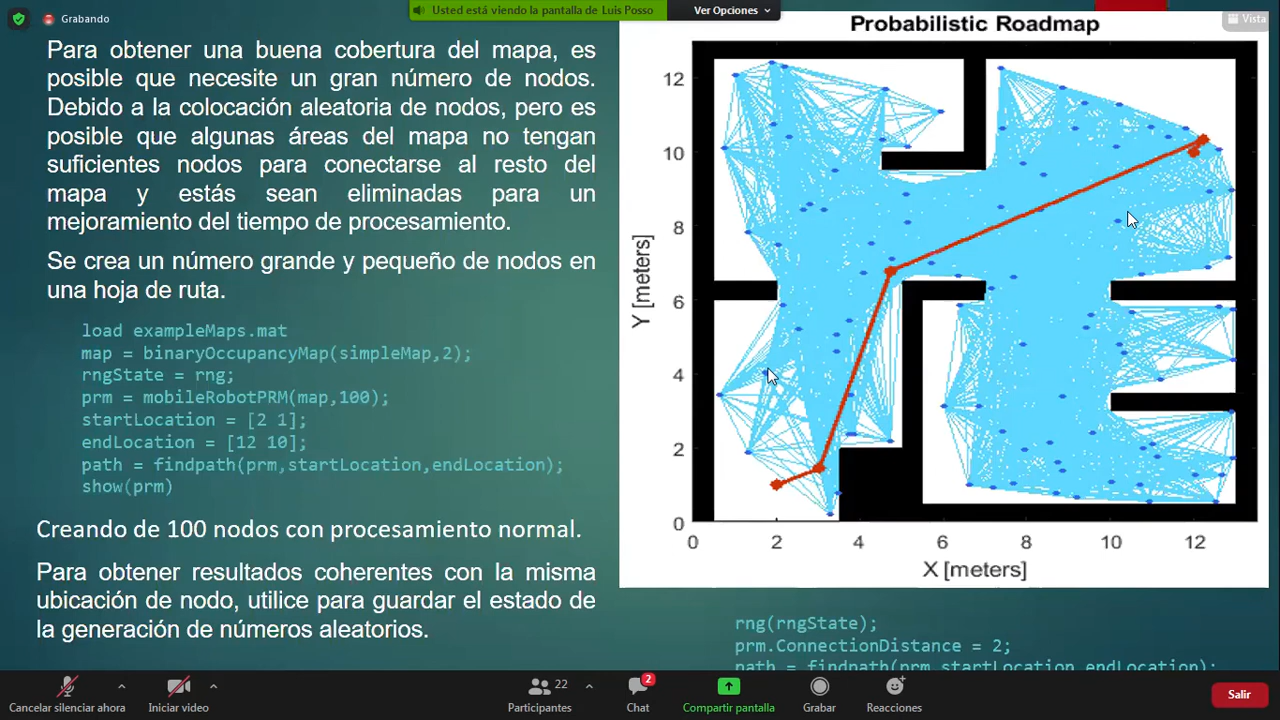 Grabando
Usted está viendo la pantalla de Luis Posso
Ver Opciones
Vista
Para obtener una buena cobertura del mapa, es
posible que necesite un gran número de nodos.
Debido a la colocación aleatoria de nodos, pero es
posible que algunas áreas del mapa no tengan
suficientes nodos para conectarse al resto del
mapa y estás sean eliminadas para un
mejoramiento del tiempo de procesamiento.
Se crea un número grande y pequeño de nodos en
una hoja de ruta.
load exampleMaps.mat
map = binaryOccupancyMap(simpleMap,2);
rngState = rng;
prm = mobileRobotPRM(map,100);
startLocation = [2 1];
endLocation = [12 10];
path = findpath(prm,startLocation,endLocation);
show(prm)
Creando de 100 nodos con procesamiento normal.
Para obtener resultados coherentes con la misma
ubicación de nodo, utilice para guardar el estado de
la generación de números aleatorios.
Probabilistic Roadmap
12
10
8
6
4
2
0
Y [meters]
0 2 4 6 8 10 12
X [meters]
rng(rngState);
prm.ConnectionDistance = 2;
path = findpath(prm,startLocation,endLocation);
Cancelar silenciar ahora
Iniciar video
22
Participantes
2
Chat
Compartir pantalla
Grabar
Reacciones
Salir